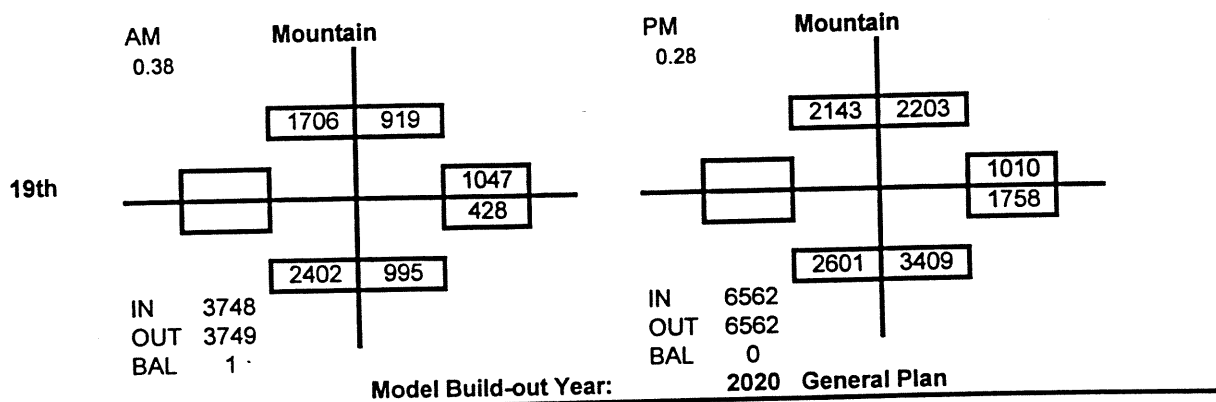 AM Mountain PM Mountain
0.38 0.28
1706 919 2143 2203
19th 1047 1010
428 1758
2402 995 2601 3409
IN 3748 IN 6562
OUT 3749 OUT 6562
BAL 1 BAL 0
Model Build-out Year: 2020 General Plan